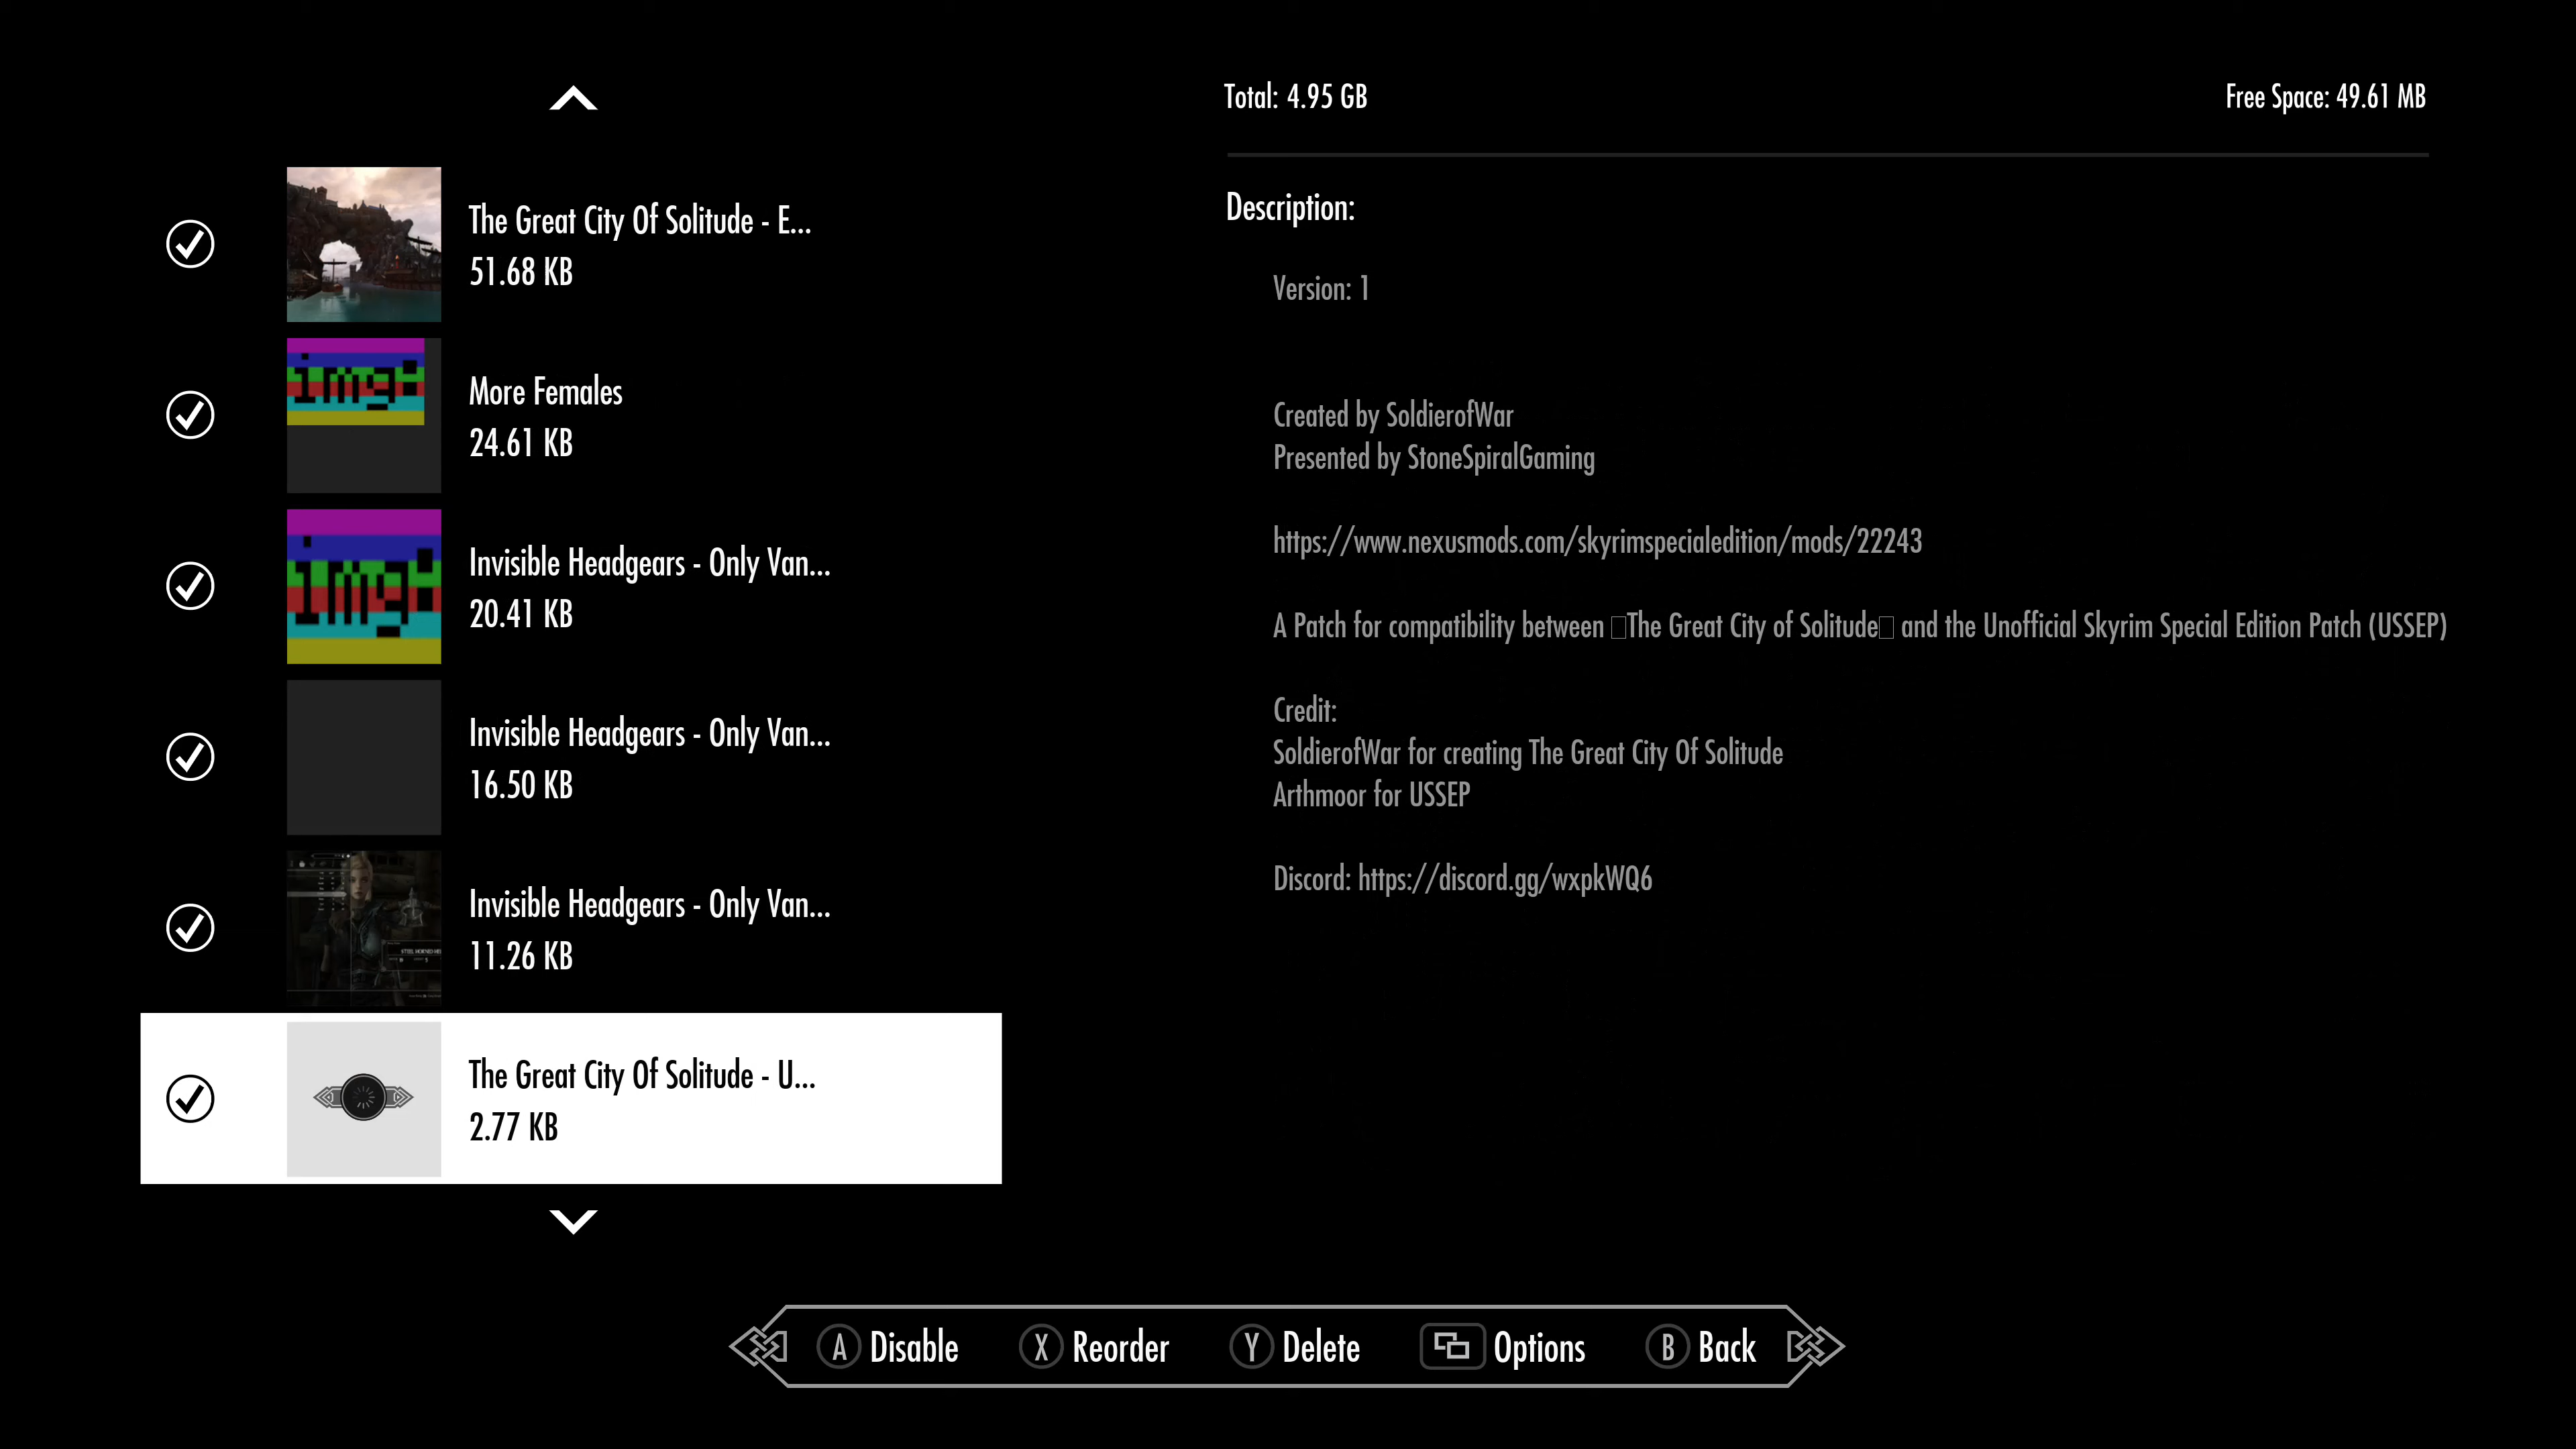 Total: 4.95 GB
Free Space: 49.61 MB
The Great City Of Solitude - E...
51.68 KB
More Females
24.61 KB
Invisible Headgears - Only Van...
20.41 KB
Invisible Headgears - Only Van...
16.50 KB
Invisible Headgears - Only Van...
11.26 KB
The Great City Of Solitude - U...
2.77 KB
Description:
Version: 1
Created by SoldierofWar
Presented by StoneSpiralGaming
https://www.nexusmods.com/skyrimspecialedition/mods/22243
A Patch for compatibility between □The Great City of Solitude□ and the Unofficial Skyrim Special Edition Patch (USSEP)
Credit:
SoldierofWar for creating The Great City Of Solitude
Arthmoor for USSEP
Discord: https://discord.gg/wxpkWQ6
A Disable X Reorder Y Delete Options B Back